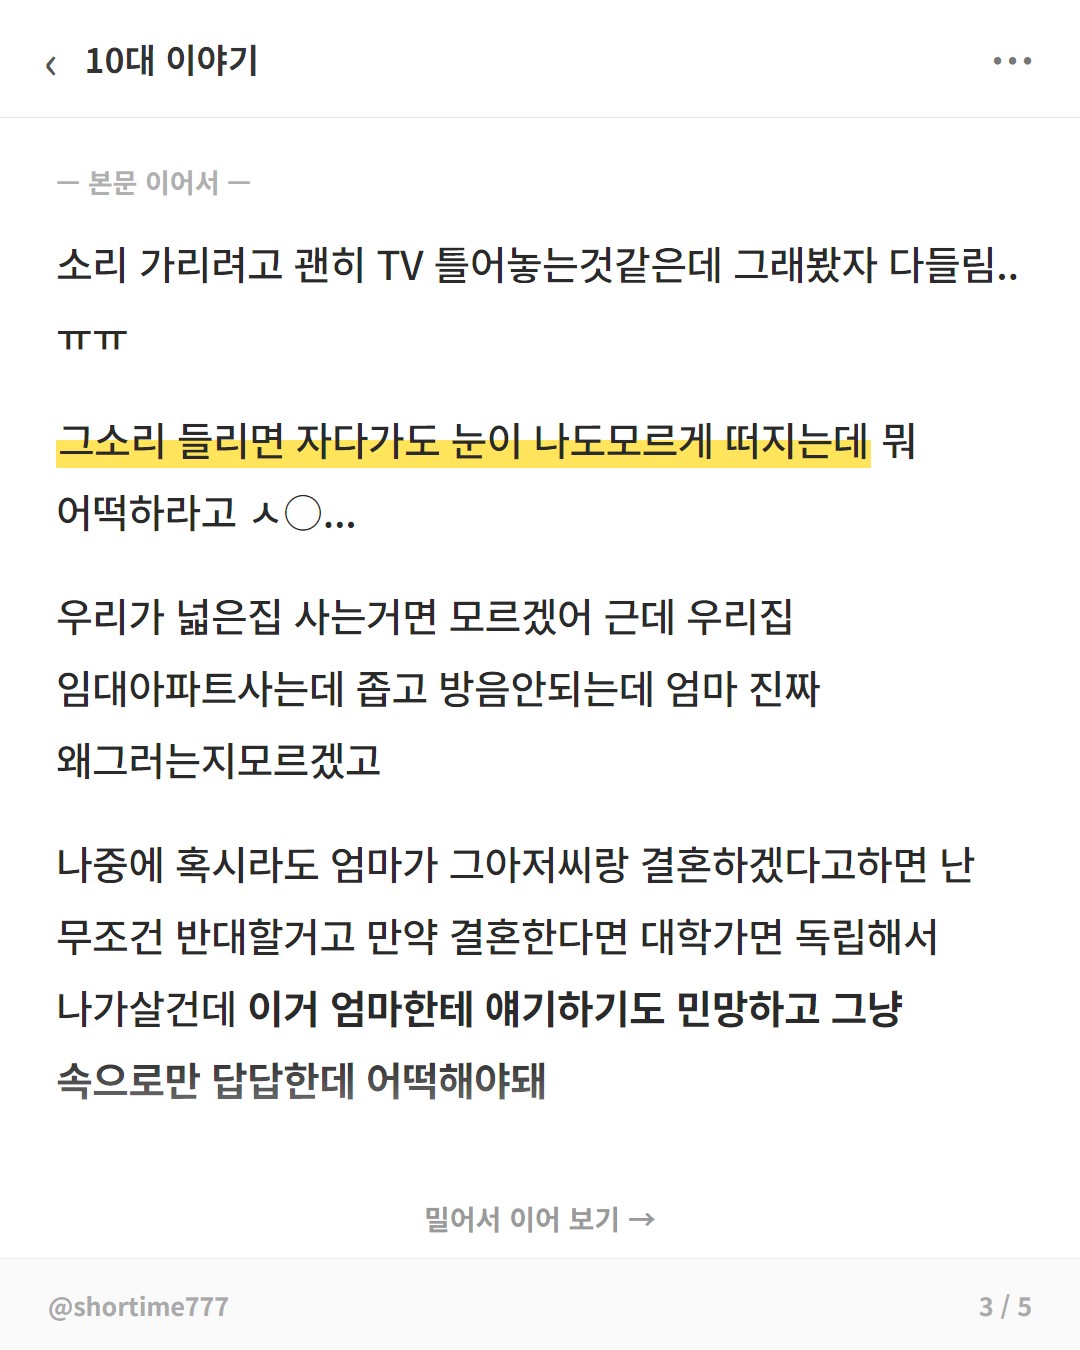 ‹ 10대 이야기 •••
— 본문 이어서 —
소리 가리려고 괜히 TV 틀어놓는것같은데 그래봤자 다들림..
ㅠㅠ
그소리 들리면 자다가도 눈이 나도모르게 떠지는데 뭐
어떡하라고 ㅅ◯...
우리가 넓은집 사는거면 모르겠어 근데 우리집
임대아파트사는데 좁고 방음안되는데 엄마 진짜
왜그러는지모르겠고
나중에 혹시라도 엄마가 그아저씨랑 결혼하겠다고하면 난
무조건 반대할거고 만약 결혼한다면 대학가면 독립해서
나가살건데 이거 엄마한테 얘기하기도 민망하고 그냥
속으로만 답답한데 어떡해야돼
밀어서 이어 보기 →
@shortime777 3 / 5